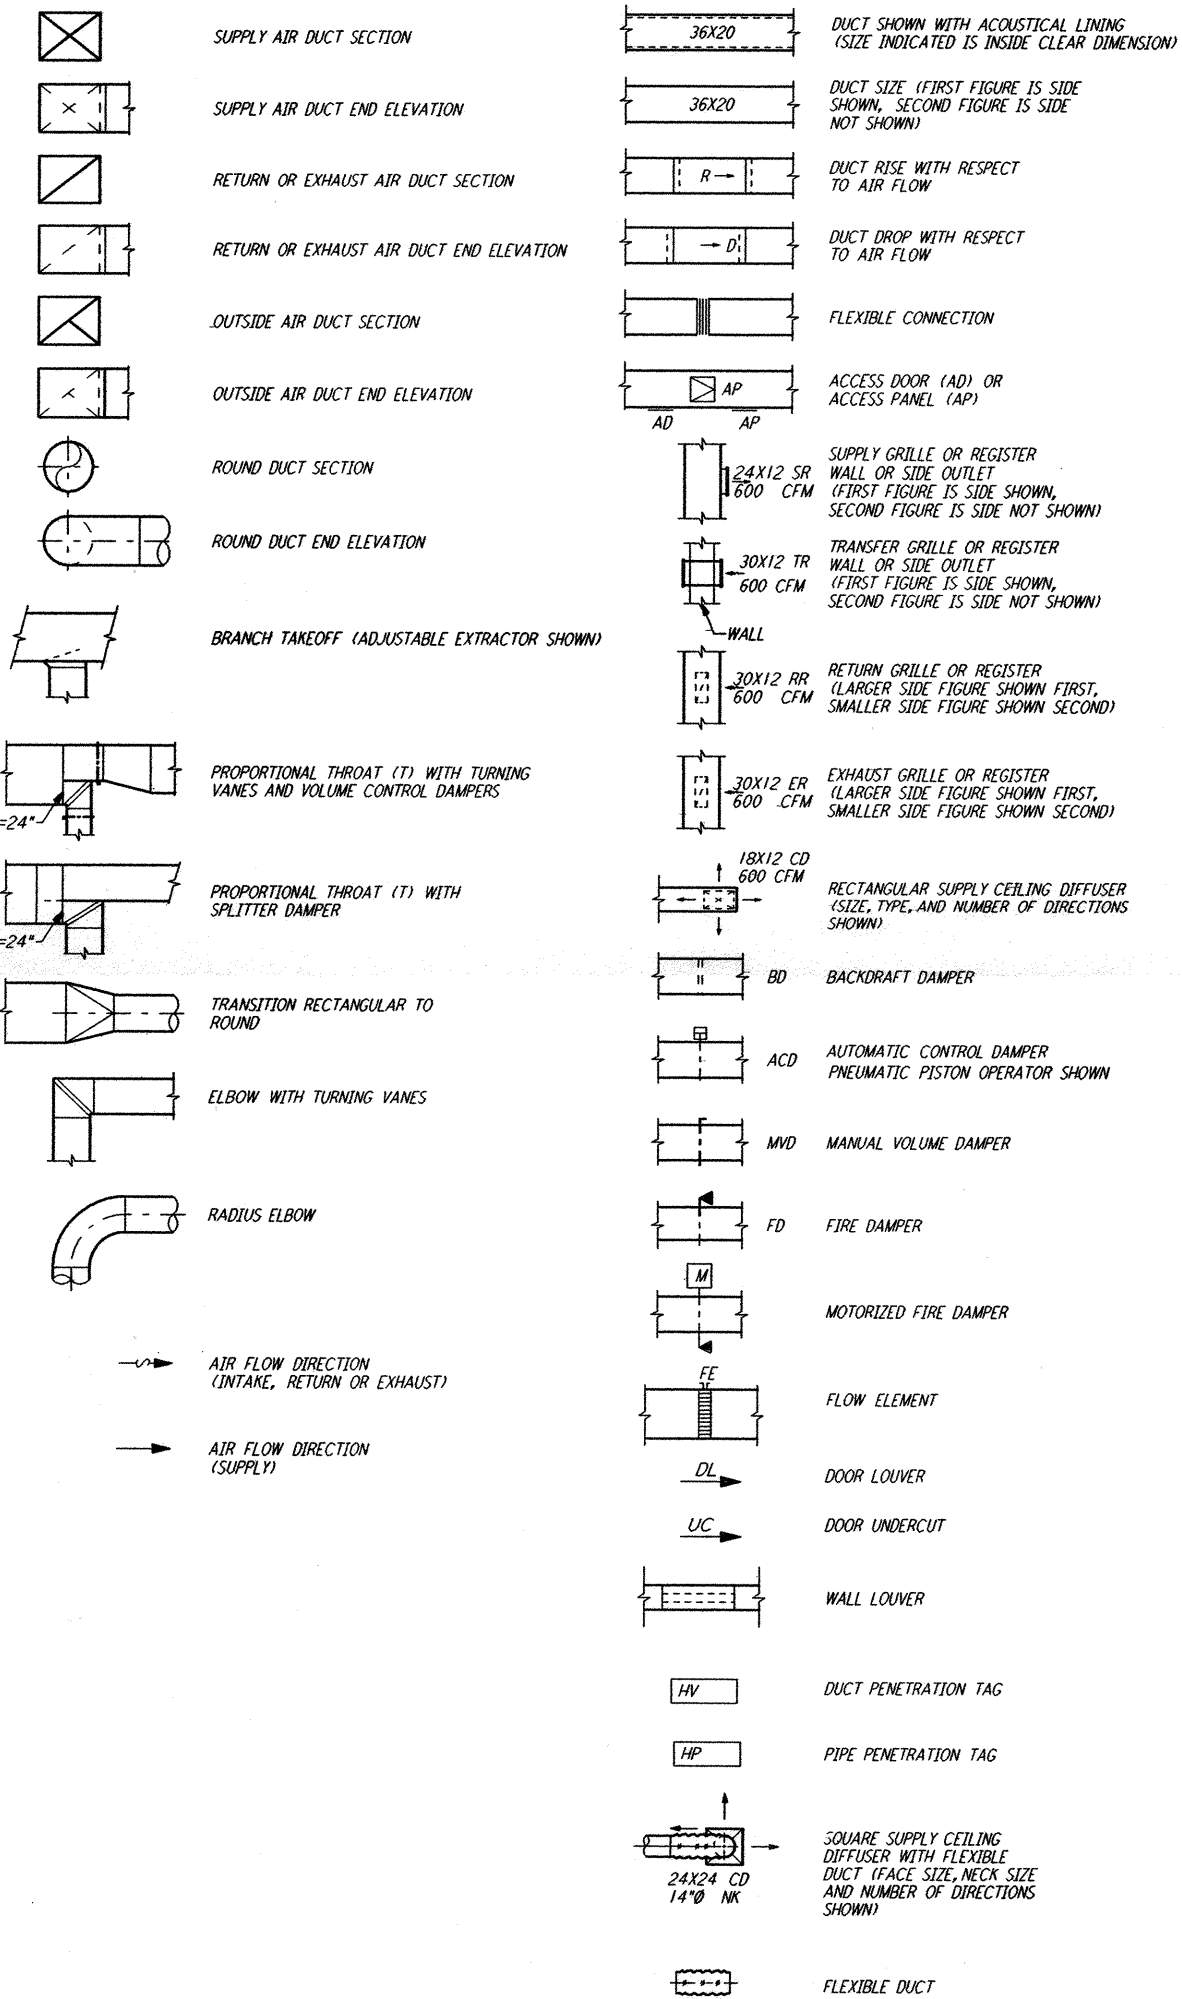 SUPPLY AIR DUCT SECTION
SUPPLY AIR DUCT END ELEVATION
RETURN OR EXHAUST AIR DUCT SECTION
RETURN OR EXHAUST AIR DUCT END ELEVATION
OUTSIDE AIR DUCT SECTION
OUTSIDE AIR DUCT END ELEVATION
ROUND DUCT SECTION
ROUND DUCT END ELEVATION
BRANCH TAKEOFF (ADJUSTABLE EXTRACTOR SHOWN)
PROPORTIONAL THROAT (T) WITH TURNING
VANES AND VOLUME CONTROL DAMPERS
=24"
PROPORTIONAL THROAT (T) WITH
SPLITTER DAMPER
=24"
TRANSITION RECTANGULAR TO
ROUND
ELBOW WITH TURNING VANES
RADIUS ELBOW
AIR FLOW DIRECTION
(INTAKE, RETURN OR EXHAUST)
AIR FLOW DIRECTION
(SUPPLY)
36X20
DUCT SHOWN WITH ACOUSTICAL LINING
(SIZE INDICATED IS INSIDE CLEAR DIMENSION)
36X20
DUCT SIZE (FIRST FIGURE IS SIDE
SHOWN, SECOND FIGURE IS SIDE
NOT SHOWN)
R
DUCT RISE WITH RESPECT
TO AIR FLOW
D
DUCT DROP WITH RESPECT
TO AIR FLOW
FLEXIBLE CONNECTION
AP
AD AP
ACCESS DOOR (AD) OR
ACCESS PANEL (AP)
24X12 SR
600 CFM
SUPPLY GRILLE OR REGISTER
WALL OR SIDE OUTLET
(FIRST FIGURE IS SIDE SHOWN,
SECOND FIGURE IS SIDE NOT SHOWN)
30X12 TR
600 CFM
WALL
TRANSFER GRILLE OR REGISTER
WALL OR SIDE OUTLET
(FIRST FIGURE IS SIDE SHOWN,
SECOND FIGURE IS SIDE NOT SHOWN)
30X12 RR
600 CFM
RETURN GRILLE OR REGISTER
(LARGER SIDE FIGURE SHOWN FIRST,
SMALLER SIDE FIGURE SHOWN SECOND)
30X12 ER
600 CFM
EXHAUST GRILLE OR REGISTER
(LARGER SIDE FIGURE SHOWN FIRST,
SMALLER SIDE FIGURE SHOWN SECOND)
18X12 CD
600 CFM
RECTANGULAR SUPPLY CEILING DIFFUSER
(SIZE, TYPE, AND NUMBER OF DIRECTIONS
SHOWN)
BD BACKDRAFT DAMPER
ACD
AUTOMATIC CONTROL DAMPER
PNEUMATIC PISTON OPERATOR SHOWN
MVD MANUAL VOLUME DAMPER
FD FIRE DAMPER
M
MOTORIZED FIRE DAMPER
FE
FLOW ELEMENT
DL
DOOR LOUVER
UC
DOOR UNDERCUT
WALL LOUVER
HV DUCT PENETRATION TAG
HP PIPE PENETRATION TAG
24X24 CD
14"Ø NK
SQUARE SUPPLY CEILING
DIFFUSER WITH FLEXIBLE
DUCT (FACE SIZE, NECK SIZE
AND NUMBER OF DIRECTIONS
SHOWN)
FLEXIBLE DUCT